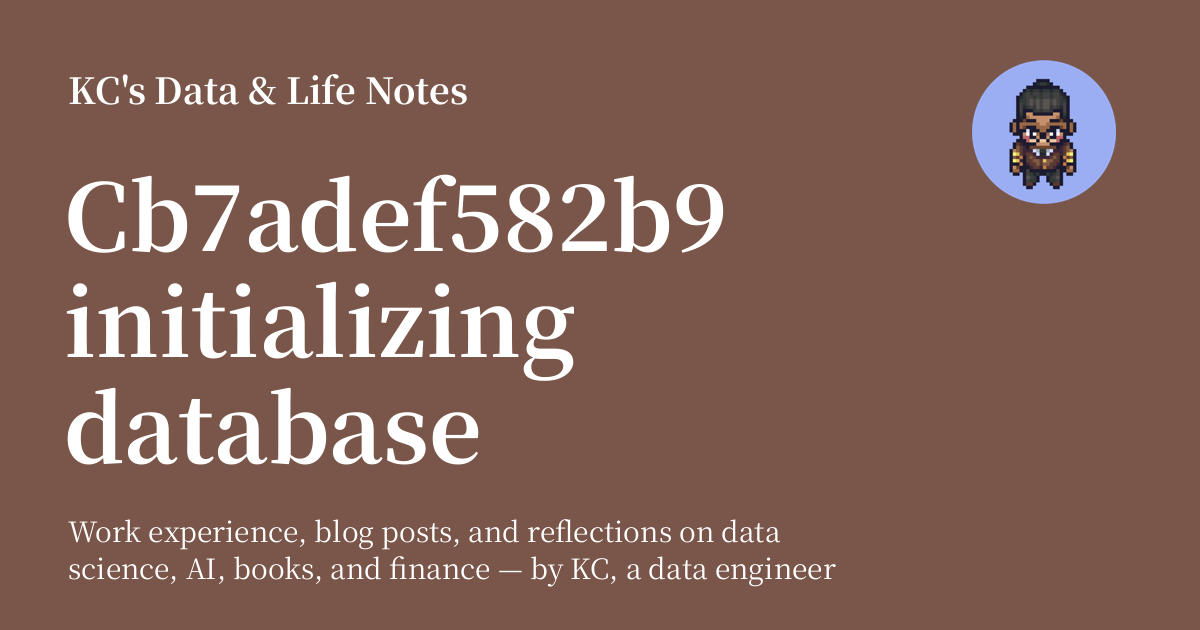 KC's Data & Life Notes
Cb7adef582b9
initializing
database
Work experience, blog posts, and reflections on data
science, AI, books, and finance — by KC, a data engineer